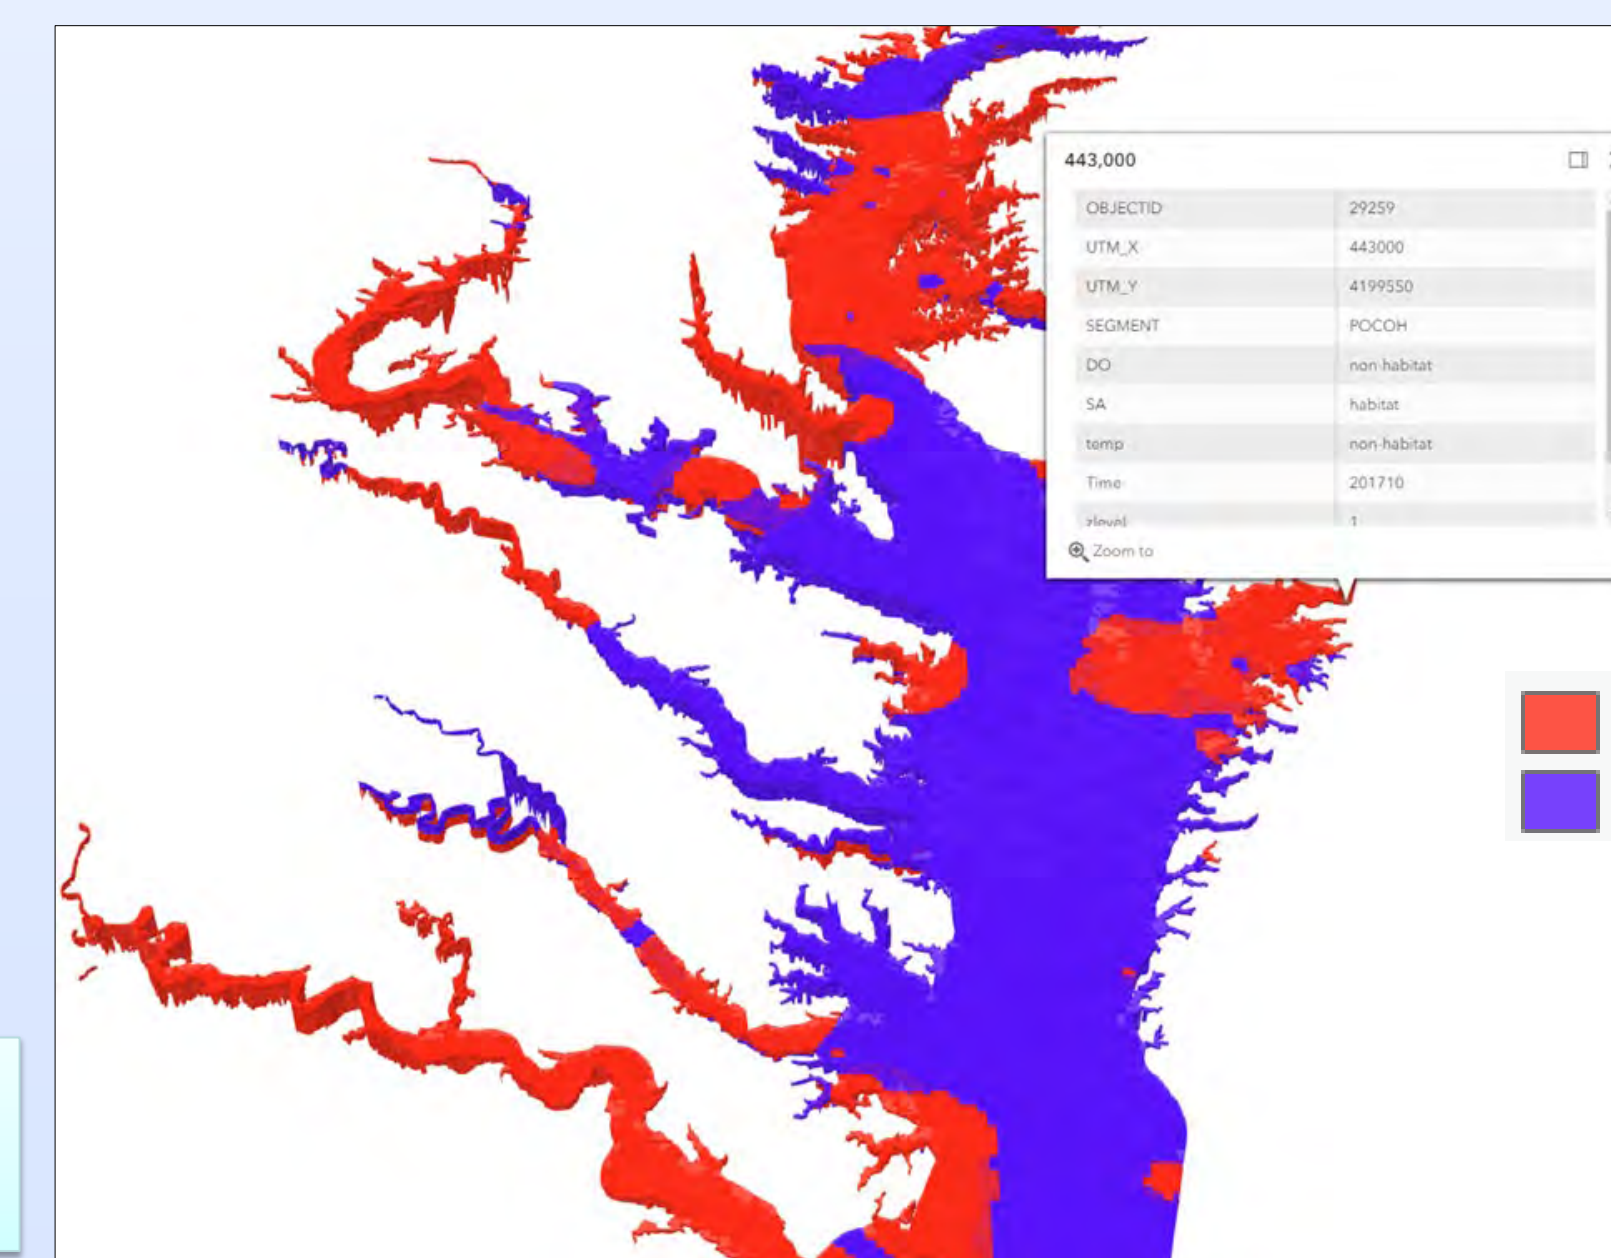 443,000
OBJECTID 29259
UTM_X 443000
UTM_Y 4199550
SEGMENT POCOH
DO non-habitat
SA habitat
temp non-habitat
Time 201710
zlevel 1
Zoom to